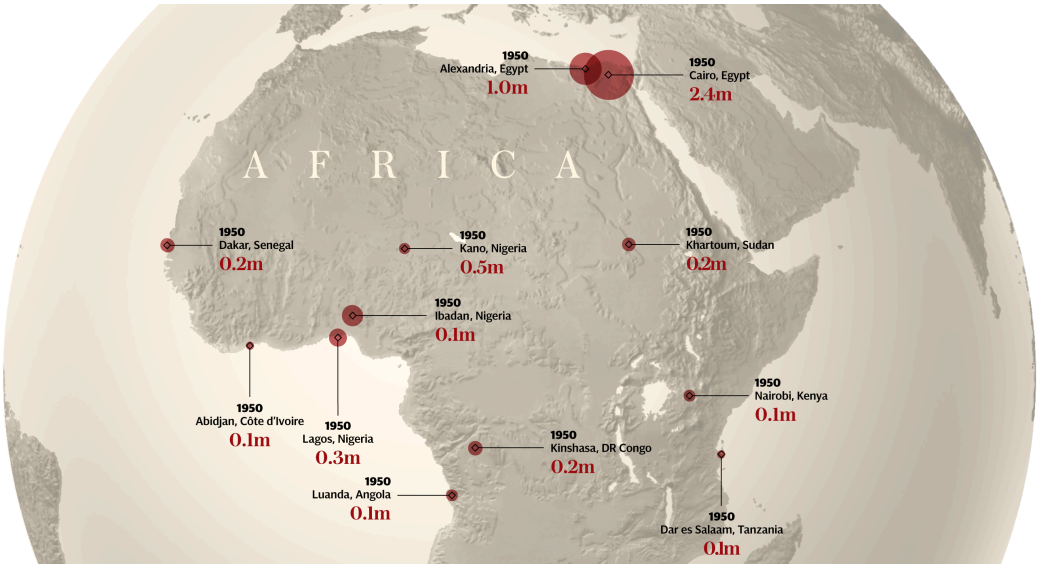 1950
Alexandria, Egypt
1.0m
1950
Cairo, Egypt
2.4m
AFRICA
1950
Dakar, Senegal
0.2m
1950
Kano, Nigeria
0.5m
1950
Khartoum, Sudan
0.2m
1950
Ibadan, Nigeria
0.1m
1950
Abidjan, Côte d'Ivoire
0.1m
1950
Lagos, Nigeria
0.3m
1950
Nairobi, Kenya
0.1m
1950
Kinshasa, DR Congo
0.2m
1950
Luanda, Angola
0.1m
1950
Dar es Salaam, Tanzania
0.1m